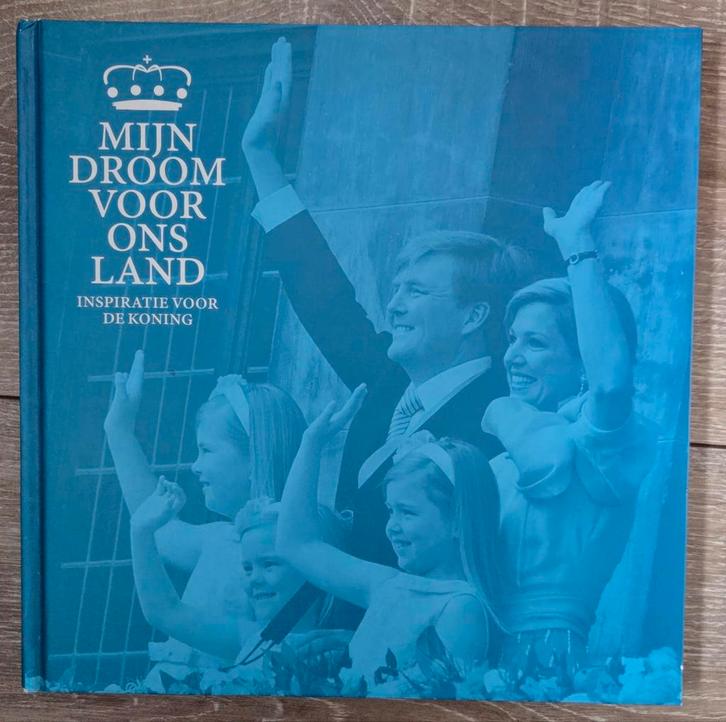 MIJN
DROOM
VOOR
ONS
LAND
INSPIRATIE VOOR
DE KONING